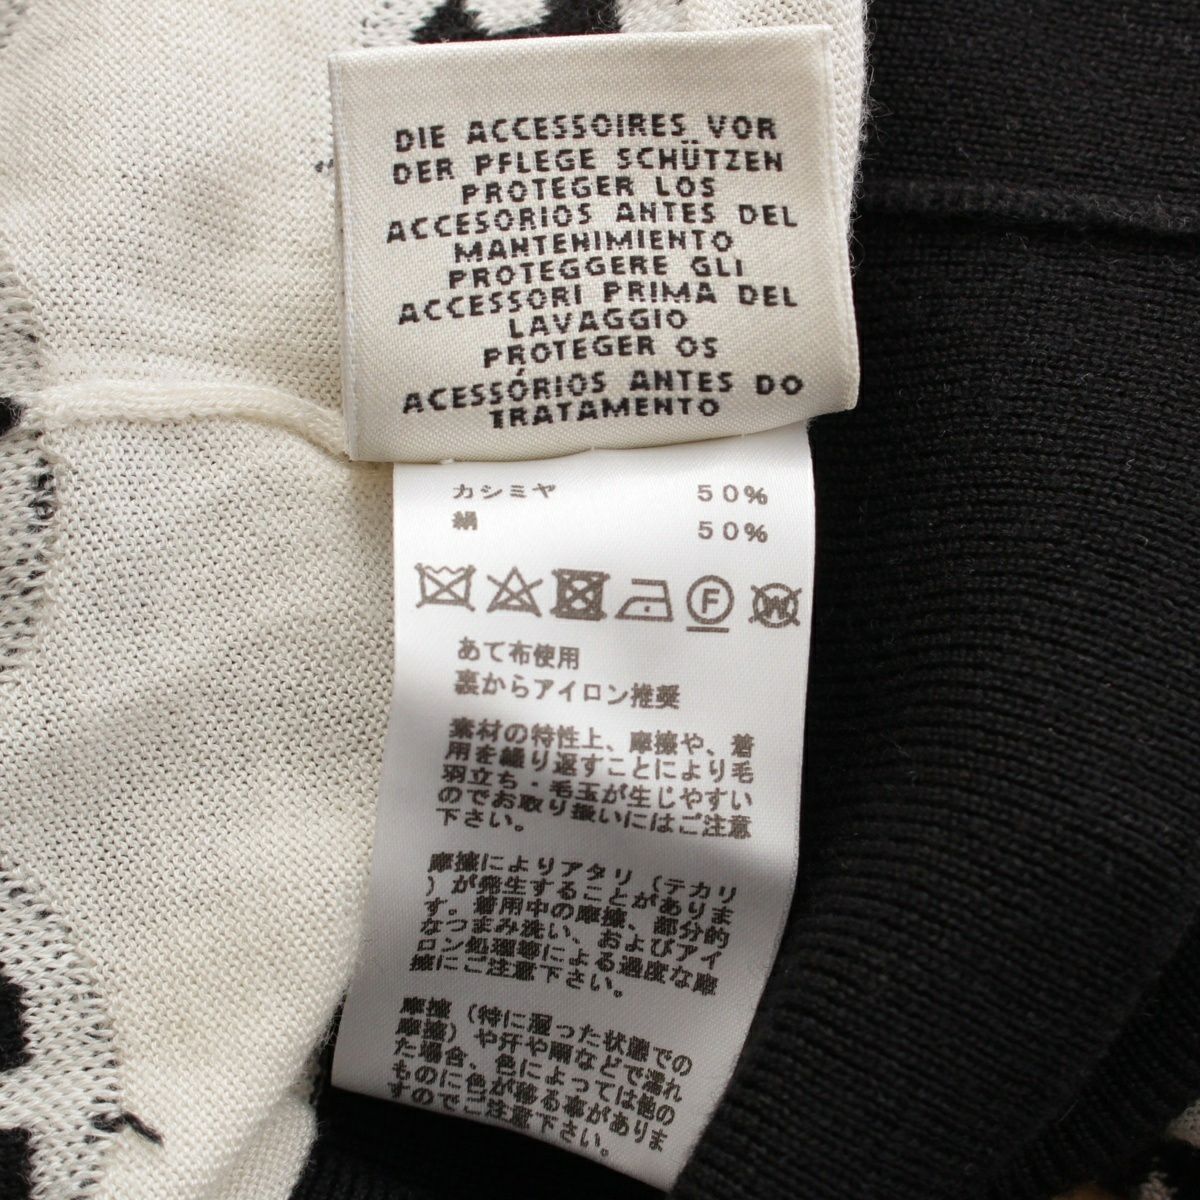 DIE ACCESSOIRES VOR
DER PFLEGE SCHÜTZEN
PROTEGER LOS
ACCESORIOS ANTES DEL
MANTENIMIENTO
PROTEGGERE GLI
ACCESSORI PRIMA DEL
LAVAGGIO
PROTEGER OS
ACESSÓRIOS ANTES DO
TRATAMENTO
カシミヤ 50%
絹 50%
F W
あて布使用
裏からアイロン推奨
素材の特性上、摩擦や、着
用を繰り返すことにより毛
羽立ち・毛玉が生じやすい
のでお取り扱いにはご注意
下さい。
摩擦によりアタリ（テカリ
）が発生することがありま
す。着用中の摩擦、部分的
なつまみ洗い、およびアイ
ロン処理等による過度な摩
擦にご注意下さい。
摩擦（特に湿った状態での
摩擦）や汗や雨などで濡れ
た場合、色によっては他の
ものに色が移る事がありま
すのでご注意下さい。